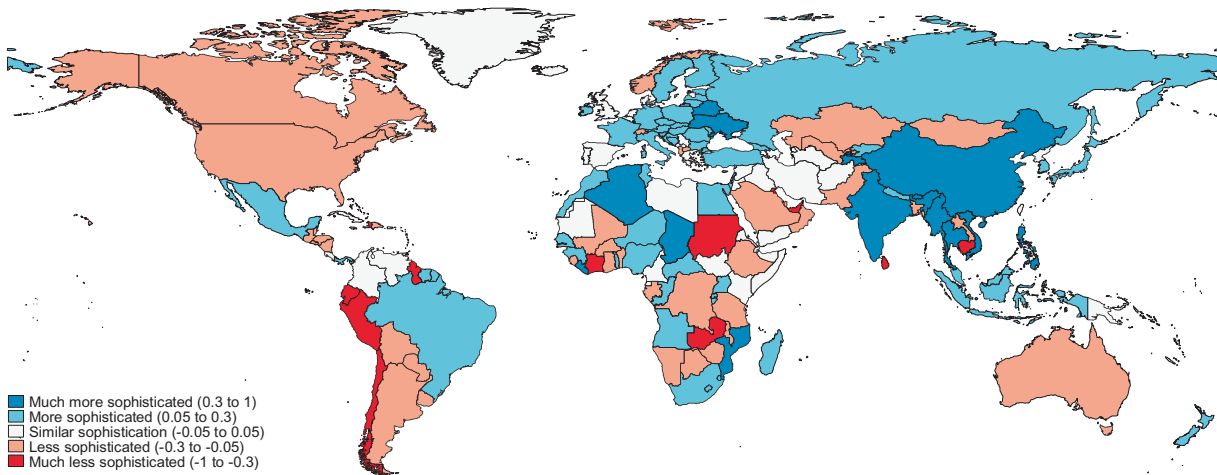 Much more sophisticated (0.3 to 1)
More sophisticated (0.05 to 0.3)
Similar sophistication (-0.05 to 0.05)
Less sophisticated (-0.3 to -0.05)
Much less sophisticated (-1 to -0.3)